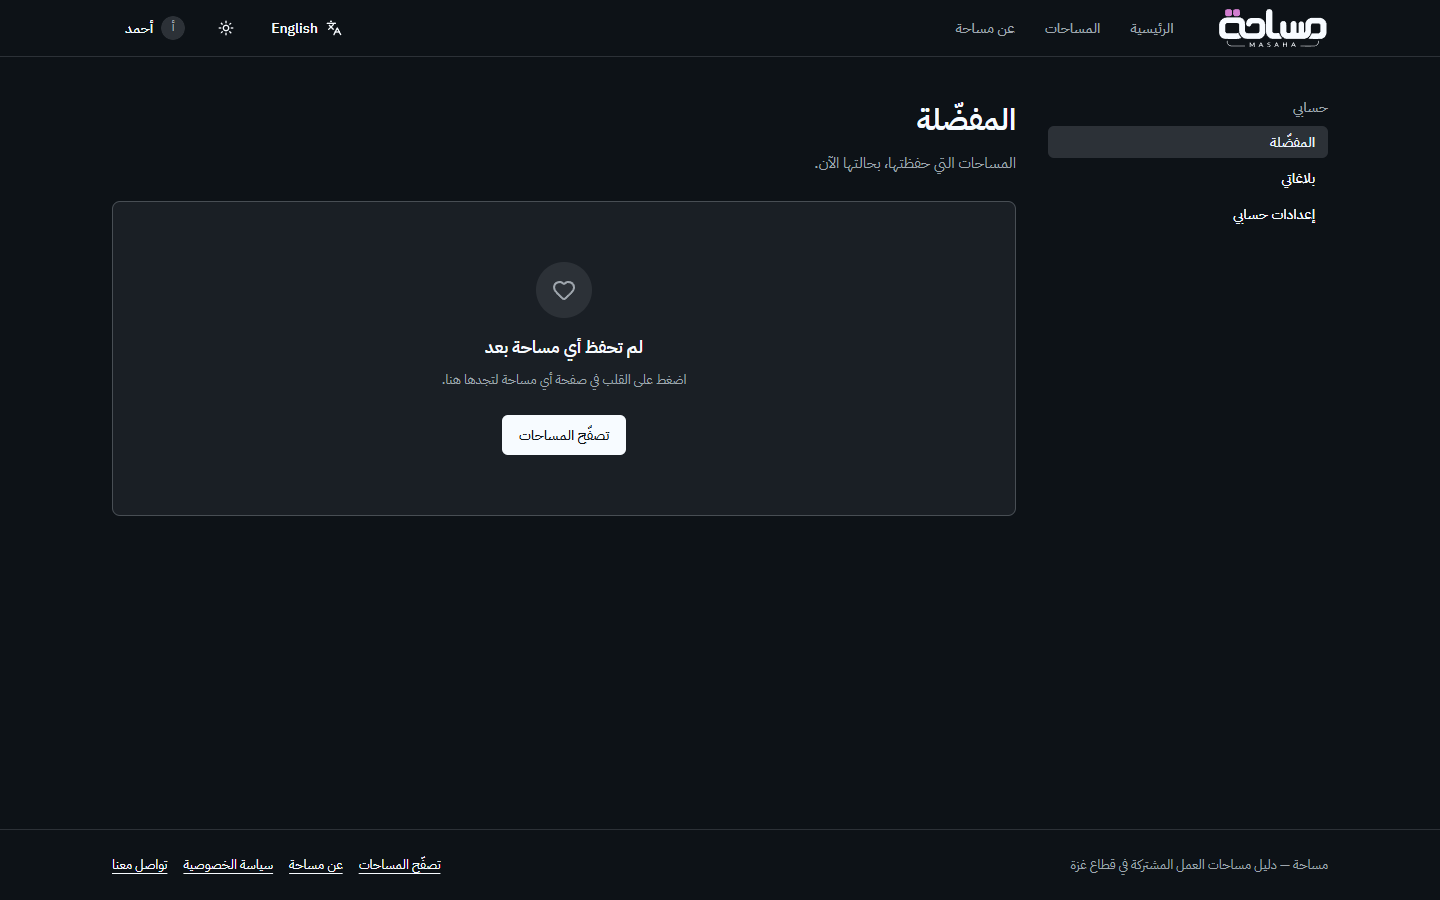 مساحة
MASAHA
الرئيسية
المساحات
عن مساحة
English
أ
أحمد
حسابي
المفضّلة
بلاغاتي
إعدادات حسابي
المفضّلة
المساحات التي حفظتها، بحالتها الآن.
لم تحفظ أي مساحة بعد
اضغط على القلب في صفحة أي مساحة لتجدها هنا.
تصفّح المساحات
مساحة — دليل مساحات العمل المشتركة في قطاع غزة
تصفّح المساحات
عن مساحة
سياسة الخصوصية
تواصل معنا